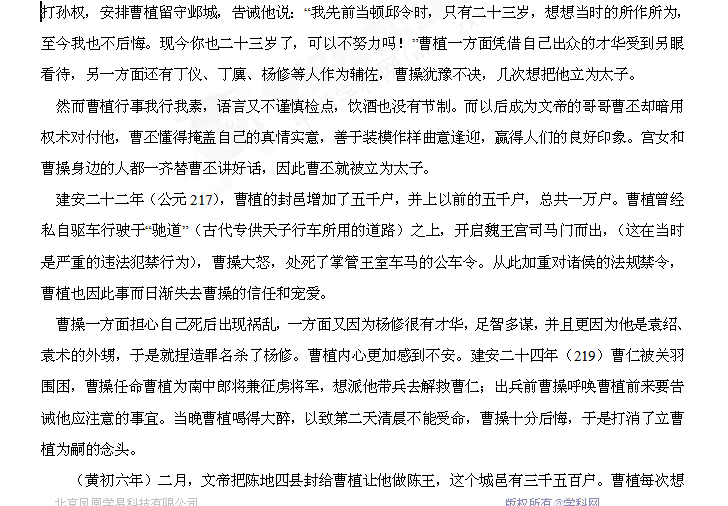 打孙权，安排曹植留守邺城，告诫他说：“我先前当顿邱令时，只有二十三岁，想想当时的所作所为，
至今我也不后悔。现今你也二十三岁了，可以不努力吗！”曹植一方面凭借自己出众的才华受到另眼
看待，另一方面还有丁仪、丁廙、杨修等人作为辅佐，曹操犹豫不决，几次想把他立为太子。
然而曹植行事我行我素，语言又不谨慎检点，饮酒也没有节制。而以后成为文帝的哥哥曹丕却暗用
权术对付他，曹丕懂得掩盖自己的真情实意，善于装模作样曲意逢迎，赢得人们的良好印象。宫女和
曹操身边的人都一齐替曹丕讲好话，因此曹丕就被立为太子。
建安二十二年（公元 217），曹植的封邑增加了五千户，并上以前的五千户，总共一万户。曹植曾经
私自驱车行驶于“驰道”（古代专供天子行车所用的道路）之上，开启魏王宫司马门而出，（这在当时
是严重的违法犯禁行为），曹操大怒，处死了掌管王室车马的公车令。从此加重对诸侯的法规禁令，
曹植也因此事而日渐失去曹操的信任和宠爱。
曹操一方面担心自己死后出现祸乱，一方面又因为杨修很有才华，足智多谋，并且更因为他是袁绍、
袁术的外甥，于是就捏造罪名杀了杨修。曹植内心更加感到不安。建安二十四年（219）曹仁被关羽
围困，曹操任命曹植为南中郎将兼征虏将军，想派他带兵去解救曹仁；出兵前曹操呼唤曹植前来要告
诫他应注意的事宜。当晚曹植喝得大醉，以致第二天清晨不能受命，曹操十分后悔，于是打消了立曹
植为嗣的念头。
（黄初六年）二月，文帝把陈地四县封给曹植让他做陈王，这个城邑有三千五百户。曹植每次想
北京凤凰学易科技有限公司 版权所有@学科网